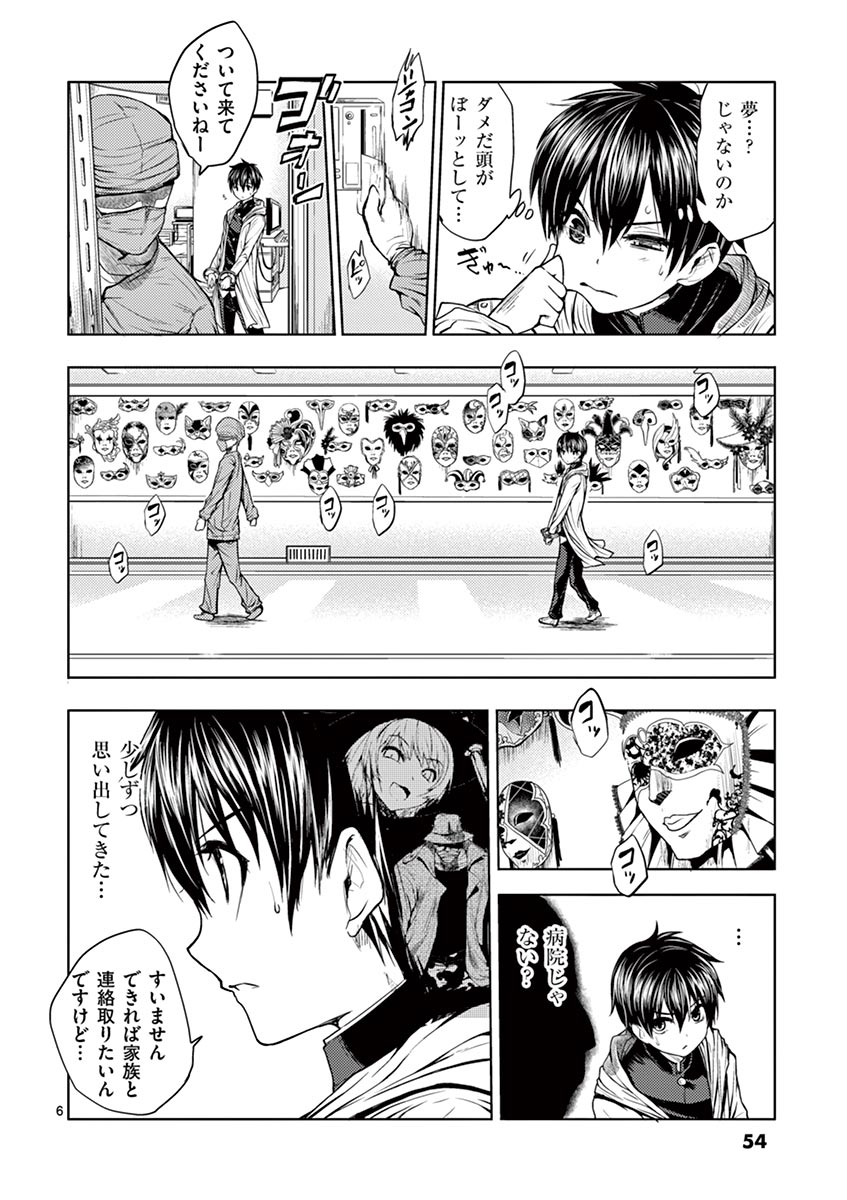 夢…？
じゃないのか
ダメだ頭が
ぼーッとして…
ぎゅ〜
ピッ
ゴオーン
ついて来て
くださいねー
コッ
コッ
コッ
コッ
コッ
コッ
コッ
コッ
…
病院じゃ
ない？
少しずつ
思い出してきた…
すいません
できれば家族と
連絡取りたいん
ですけど…
6
54